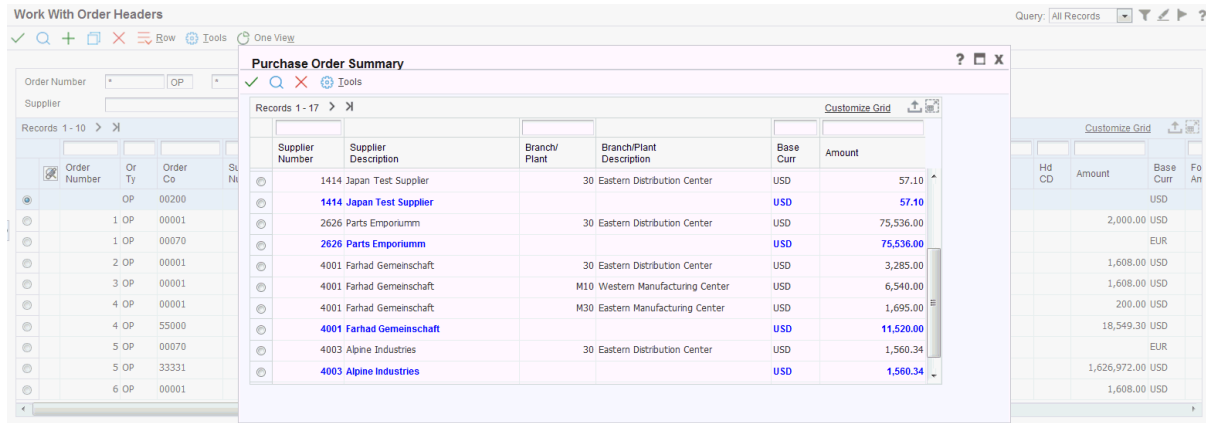 Work With Order Headers
Query: All Records
Row Tools One View
Order Number * OP *
Supplier
Records 1 - 10
Customize Grid
Order Number Or Ty Order Co Hd CD Amount Base Curr
OP 00200 USD
1 OP 00001 2,000.00 USD
1 OP 00070 EUR
2 OP 00001 1,608.00 USD
3 OP 00001 1,608.00 USD
4 OP 00001 200.00 USD
4 OP 55000 18,549.30 USD
5 OP 00070 EUR
5 OP 33331 1,626,972.00 USD
6 OP 00001 1,608.00 USD
Purchase Order Summary
Tools
Records 1 - 17
Customize Grid
Supplier Number Supplier Description Branch/ Plant Branch/Plant Description Base Curr Amount
1414 Japan Test Supplier 30 Eastern Distribution Center USD 57.10
1414 Japan Test Supplier USD 57.10
2626 Parts Emporiumm 30 Eastern Distribution Center USD 75,536.00
2626 Parts Emporiumm USD 75,536.00
4001 Farhad Gemeinschaft 30 Eastern Distribution Center USD 3,285.00
4001 Farhad Gemeinschaft M10 Western Manufacturing Center USD 6,540.00
4001 Farhad Gemeinschaft M30 Eastern Manufacturing Center USD 1,695.00
4001 Farhad Gemeinschaft USD 11,520.00
4003 Alpine Industries 30 Eastern Distribution Center USD 1,560.34
4003 Alpine Industries USD 1,560.34